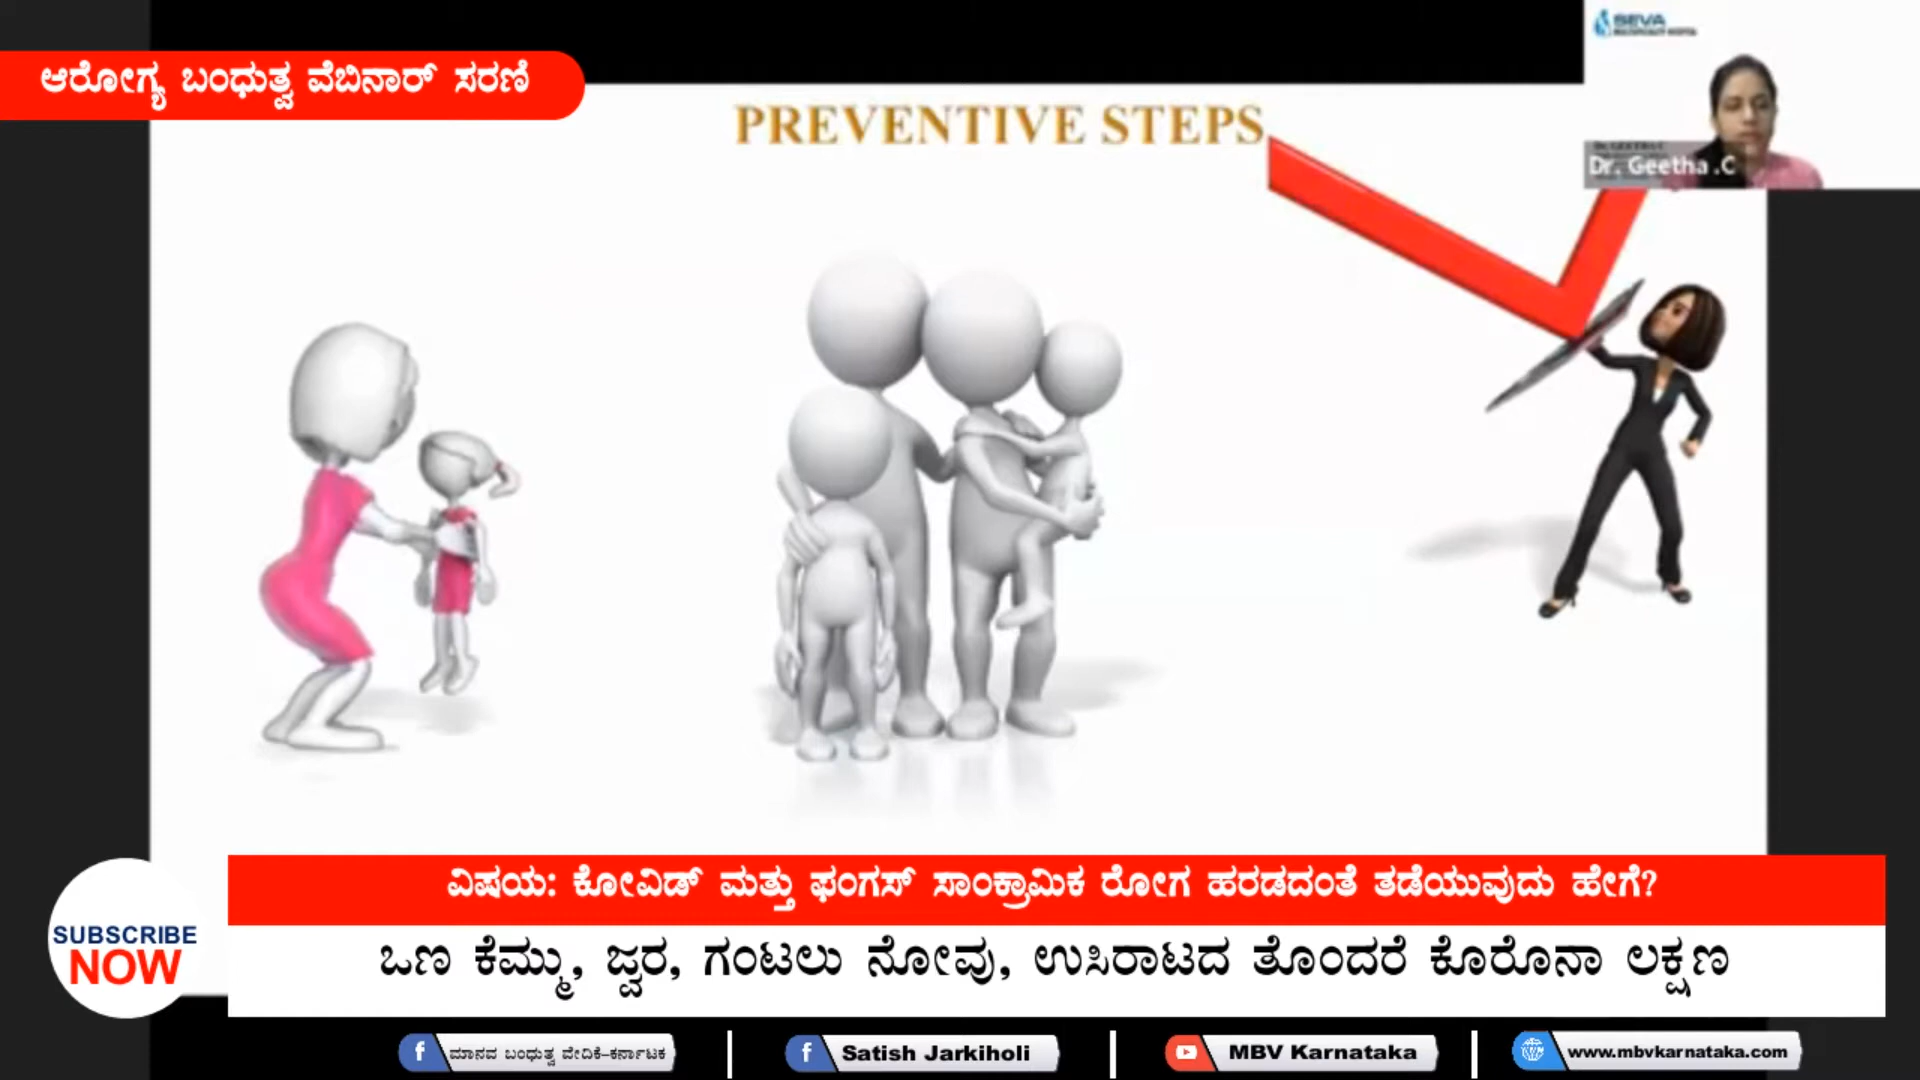 SEVA
ಆರೋಗ್ಯ ಬಂಧುತ್ವ ವೆಬಿನಾರ್ ಸರಣಿ
PREVENTIVE STEPS
Dr. Geetha .C
ವಿಷಯ: ಕೋವಿಡ್ ಮತ್ತು ಫಂಗಸ್ ಸಾಂಕ್ರಾಮಿಕ ರೋಗ ಹರಡದಂತೆ ತಡೆಯುವುದು ಹೇಗೆ?
SUBSCRIBE
NOW
ಒಣ ಕೆಮ್ಮು, ಜ್ವರ, ಗಂಟಲು ನೋವು, ಉಸಿರಾಟದ ತೊಂದರೆ ಕೊರೊನಾ ಲಕ್ಷಣ
ಮಾನವ ಬಂಧುತ್ವ ವೇದಿಕೆ-ಕರ್ನಾಟಕ
Satish Jarkiholi
MBV Karnataka
www.mbvkarnataka.com